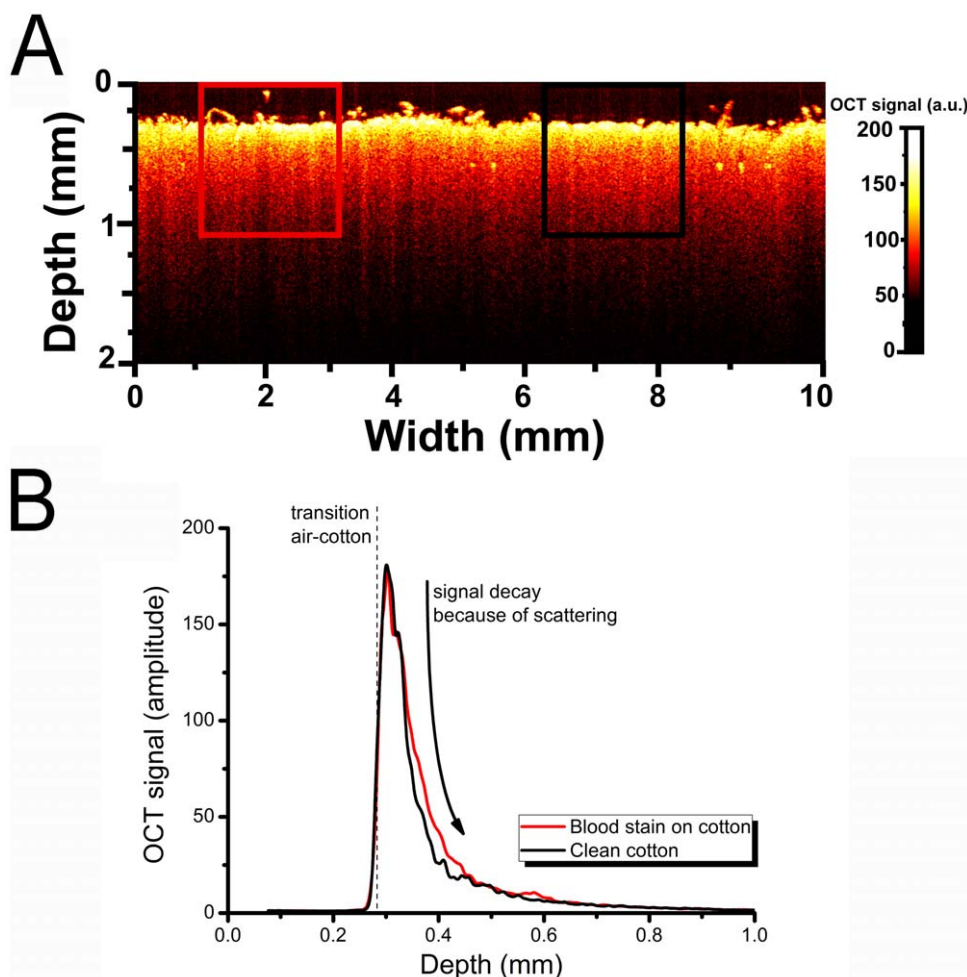 A
OCT signal (a.u.)
200
150
100
50
0
0
1
2
Depth (mm)
0 2 4 6 8 10
Width (mm)
B
transition
air-cotton
signal decay
because of scattering
200
150
100
50
0
OCT signal (amplitude)
Blood stain on cotton
Clean cotton
0.0 0.2 0.4 0.6 0.8 1.0
Depth (mm)